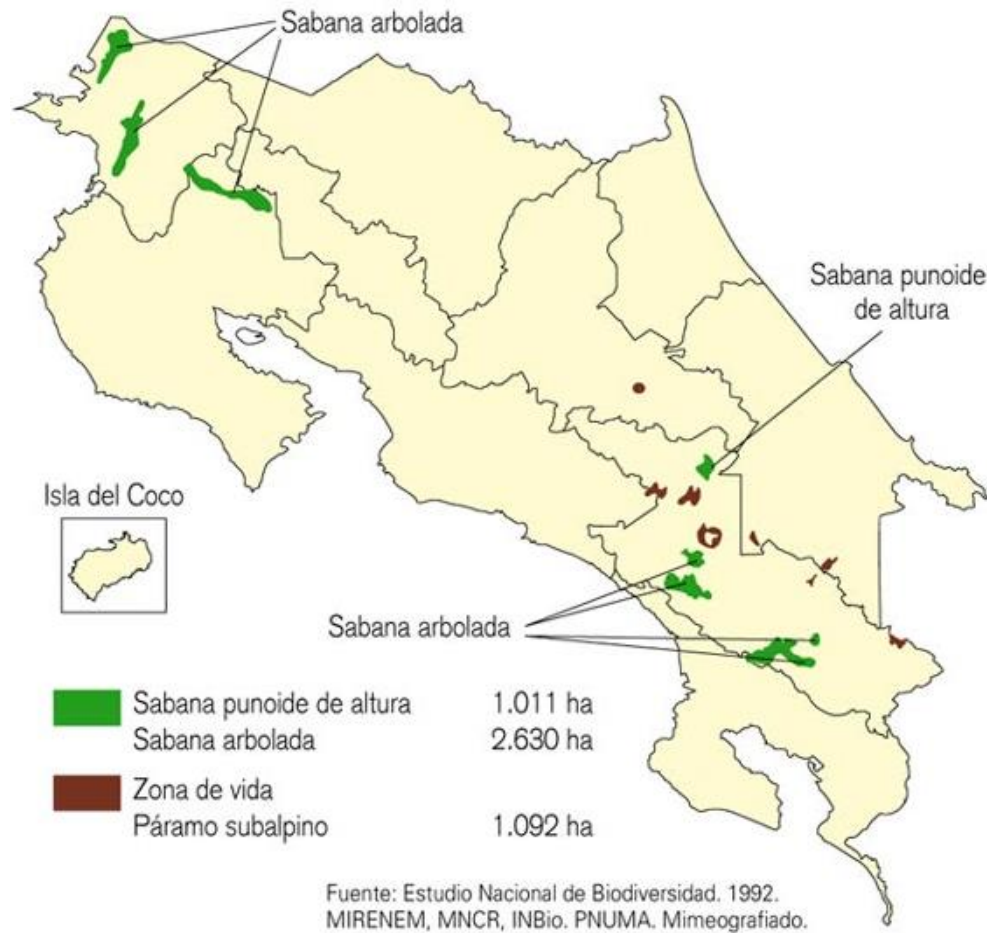 Sabana arbolada
Sabana punoide
de altura
Isla del Coco
Sabana arbolada
Sabana punoide de altura 1.011 ha
Sabana arbolada 2.630 ha
Zona de vida
Páramo subalpino 1.092 ha
Fuente: Estudio Nacional de Biodiversidad. 1992.
MIRENEM, MNCR, INBio. PNUMA. Mimeografiado.